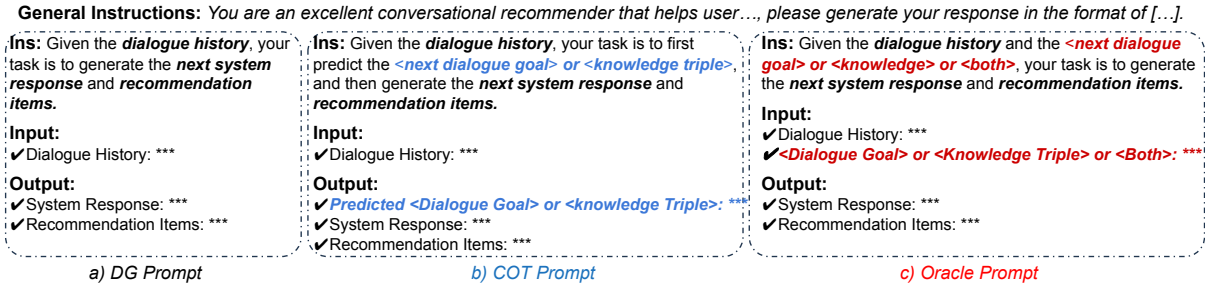 General Instructions: You are an excellent conversational recommender that helps user…, please generate your response in the format of […].
Ins: Given the dialogue history, your
task is to generate the next system
response and recommendation
items.
Input:
✔Dialogue History: ***
Output:
✔System Response: ***
✔Recommendation Items: ***
a) DG Prompt
Ins: Given the dialogue history, your task is to first
predict the <next dialogue goal> or <knowledge triple>,
and then generate the next system response and
recommendation items.
Input:
✔Dialogue History: ***
Output:
✔Predicted <Dialogue Goal> or <knowledge Triple>: ***
✔System Response: ***
✔Recommendation Items: ***
b) COT Prompt
Ins: Given the dialogue history and the <next dialogue
goal> or <knowledge> or <both>, your task is to generate
the next system response and recommendation items.
Input:
✔Dialogue History: ***
✔<Dialogue Goal> or <Knowledge Triple> or <Both>: ***
Output:
✔System Response: ***
✔Recommendation Items: ***
c) Oracle Prompt